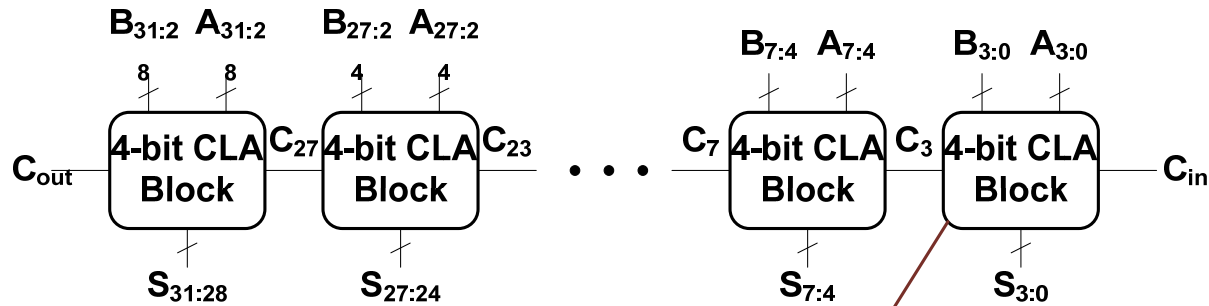 B31:2 A31:2 B27:2 A27:2 B7:4 A7:4 B3:0 A3:0
8 8 4 4
4-bit CLA Block 4-bit CLA Block 4-bit CLA Block 4-bit CLA Block
Cout C27 C23 • • • C7 C3 Cin
S31:28 S27:24 S7:4 S3:0